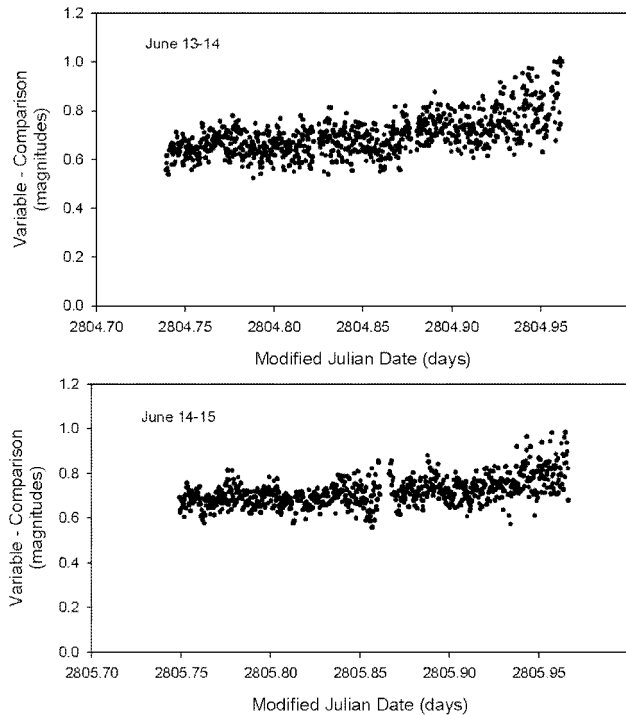 1.2
June 13-14
1.0
0.8
0.6
0.4
0.2
0.0
Variable - Comparison
(magnitudes)
2804.70 2804.75 2804.80 2804.85 2804.90 2804.95
Modified Julian Date (days)
1.2
June 14-15
1.0
0.8
0.6
0.4
0.2
0.0
Variable - Comparison
(magnitudes)
2805.70 2805.75 2805.80 2805.85 2805.90 2805.95
Modified Julian Date (days)